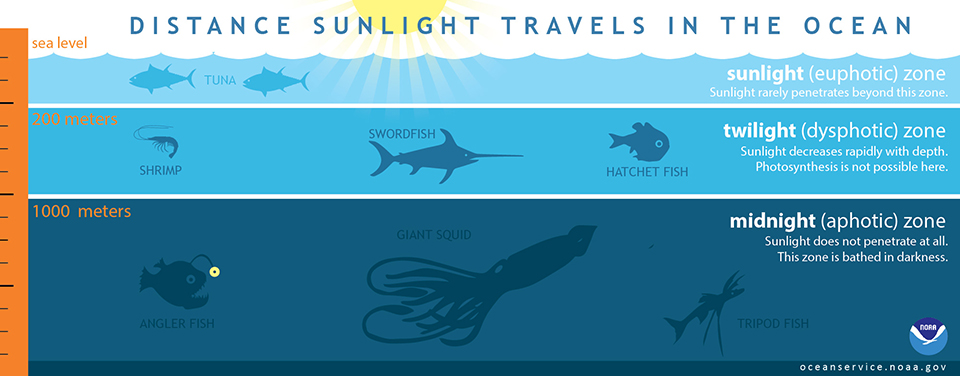 DISTANCE SUNLIGHT TRAVELS IN THE OCEAN
sea level
TUNA
sunlight (euphotic) zone
Sunlight rarely penetrates beyond this zone.
200 meters
SHRIMP
SWORDFISH
HATCHET FISH
twilight (dysphotic) zone
Sunlight decreases rapidly with depth.
Photosynthesis is not possible here.
1000 meters
ANGLER FISH
GIANT SQUID
TRIPOD FISH
midnight (aphotic) zone
Sunlight does not penetrate at all.
This zone is bathed in darkness.
NOAA
oceanservice.noaa.gov